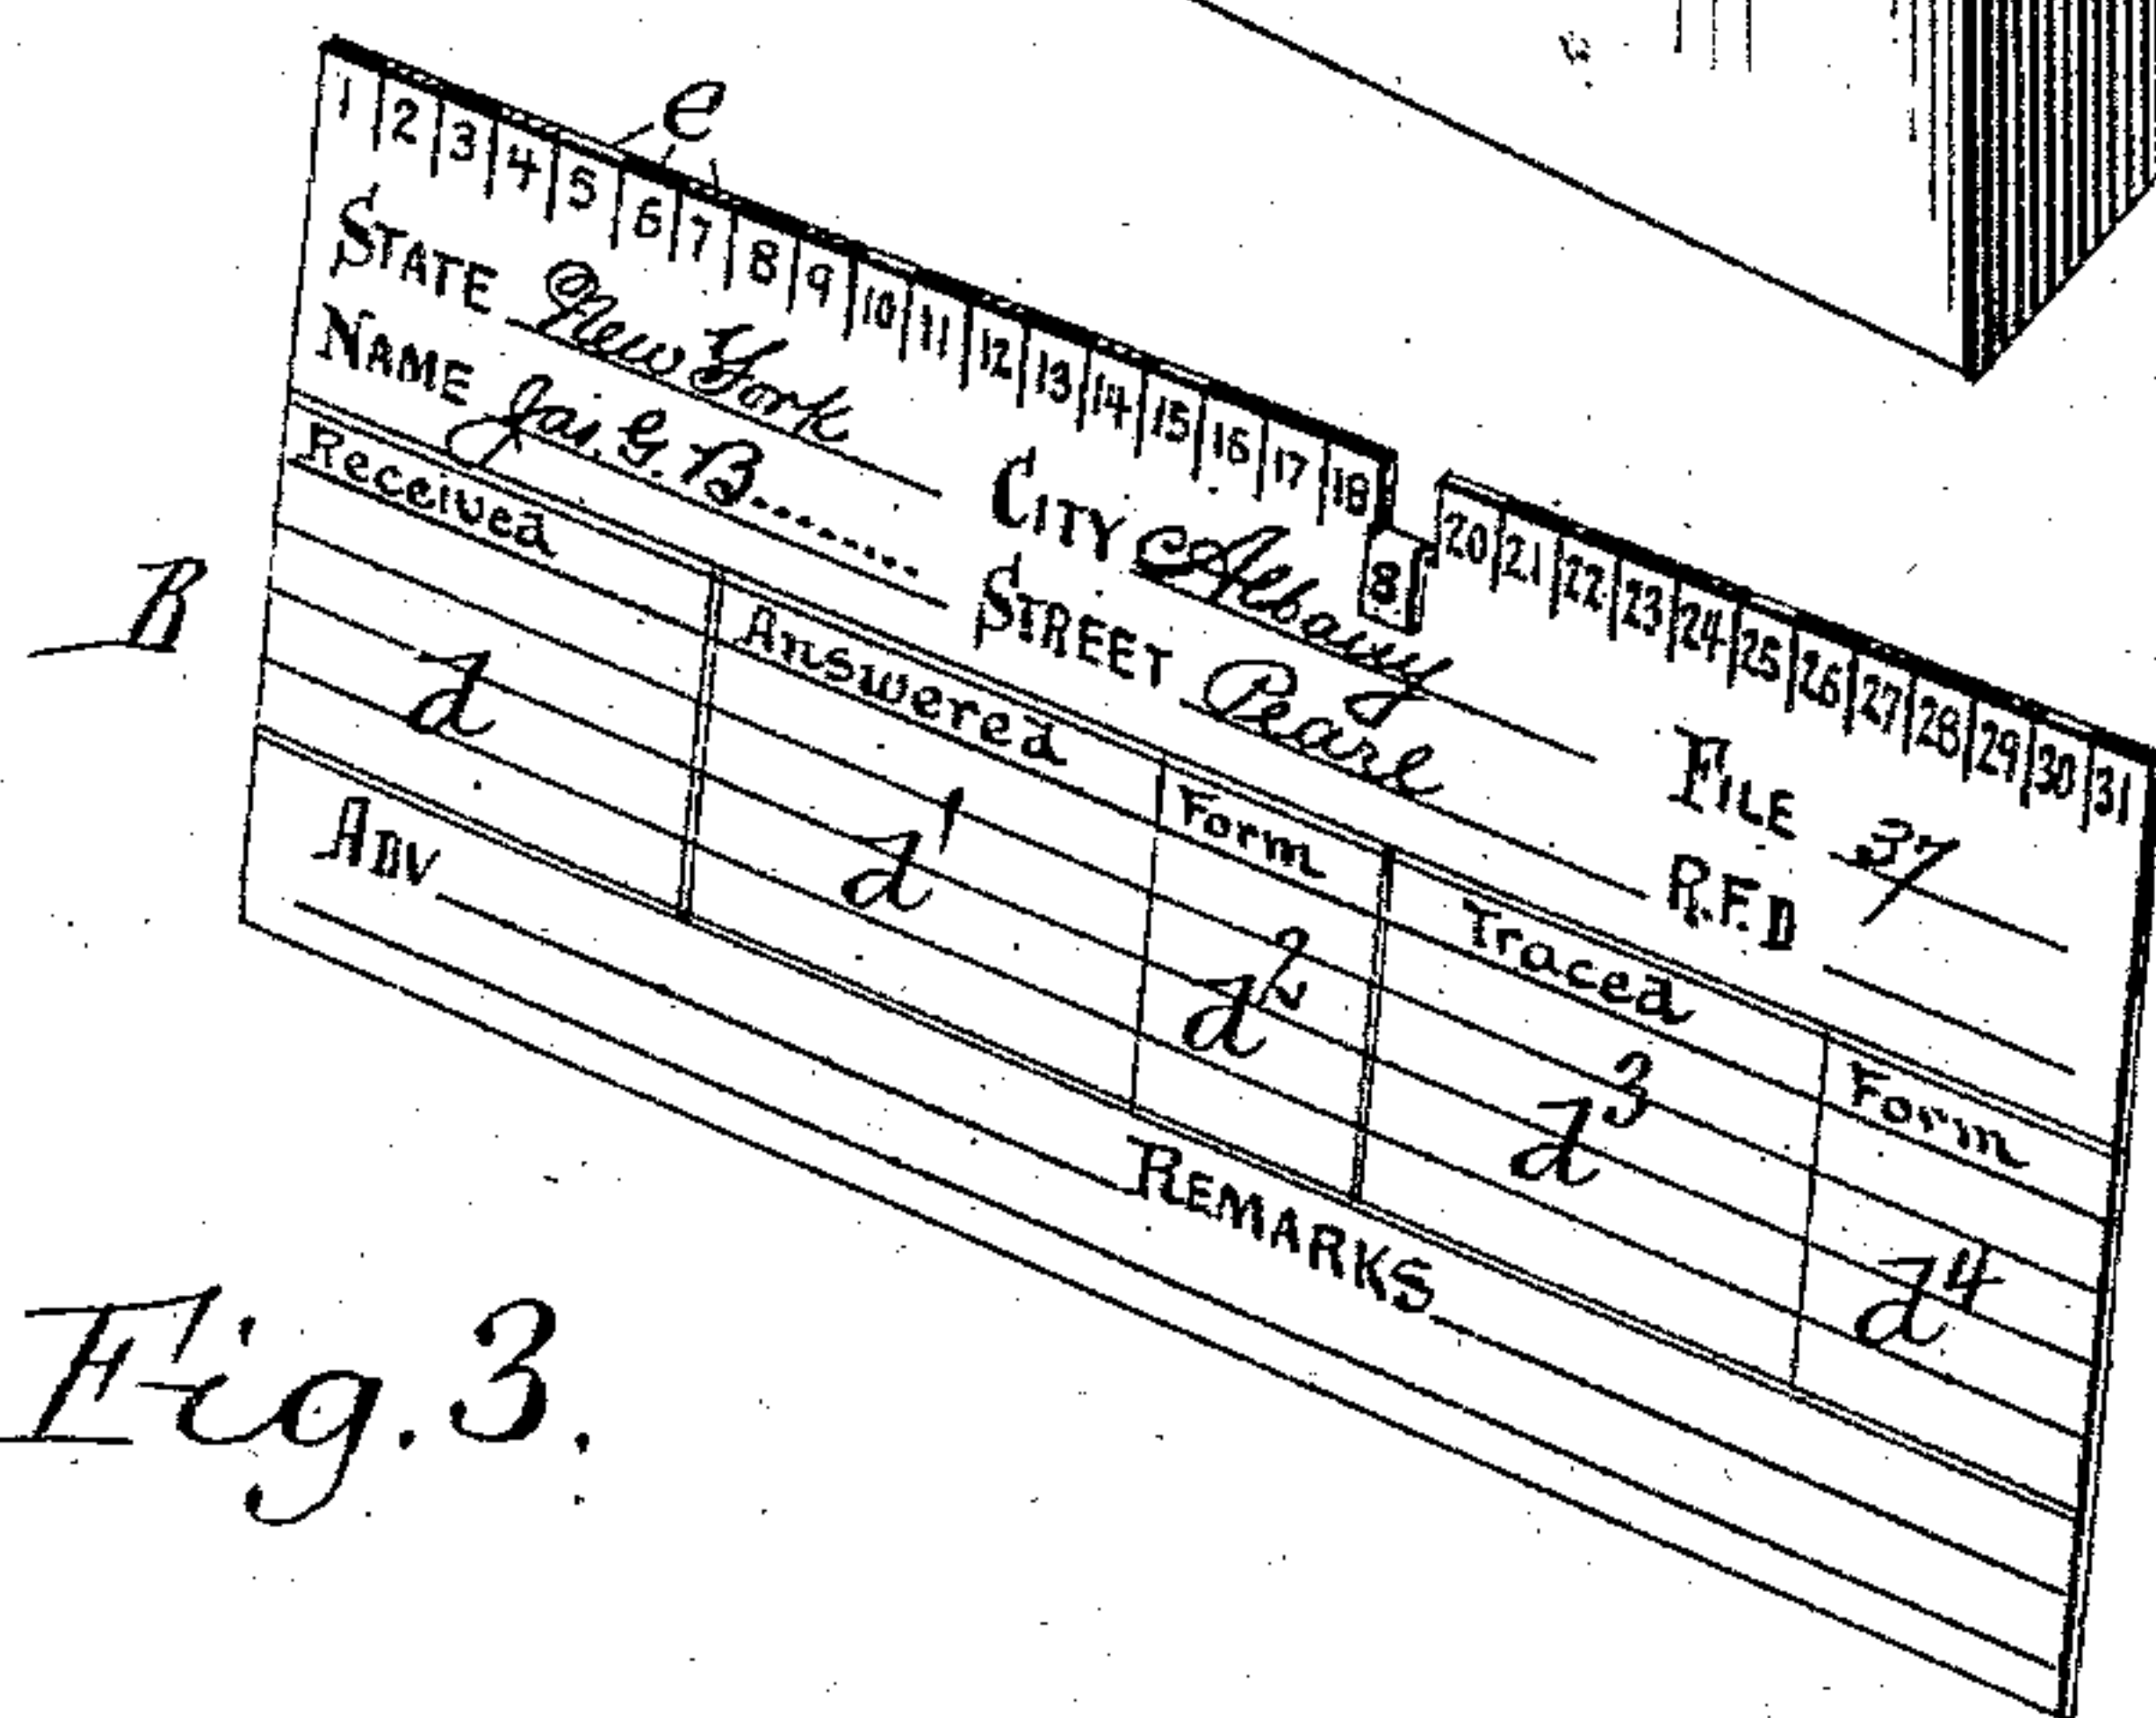 e
1 2 3 4 5 6 7 8 9 10 11 12 13 14 15 16 17 18 8 20 21 22 23 24 25 26 27 28 29 30 31
STATE New York CITY Albany FILE 37
NAME Jas. G. B......... STREET Pearl R.F.D
Received Answered Form Traced Form
B
d d1 d2 d3 d4
ADV REMARKS
Fig. 3.